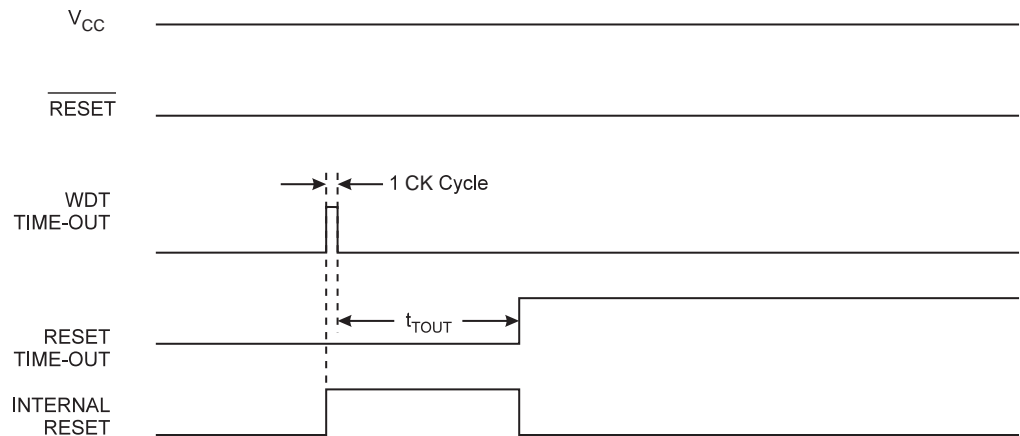 VCC
RESET
1 CK Cycle
WDT
TIME-OUT
tTOUT
RESET
TIME-OUT
INTERNAL
RESET